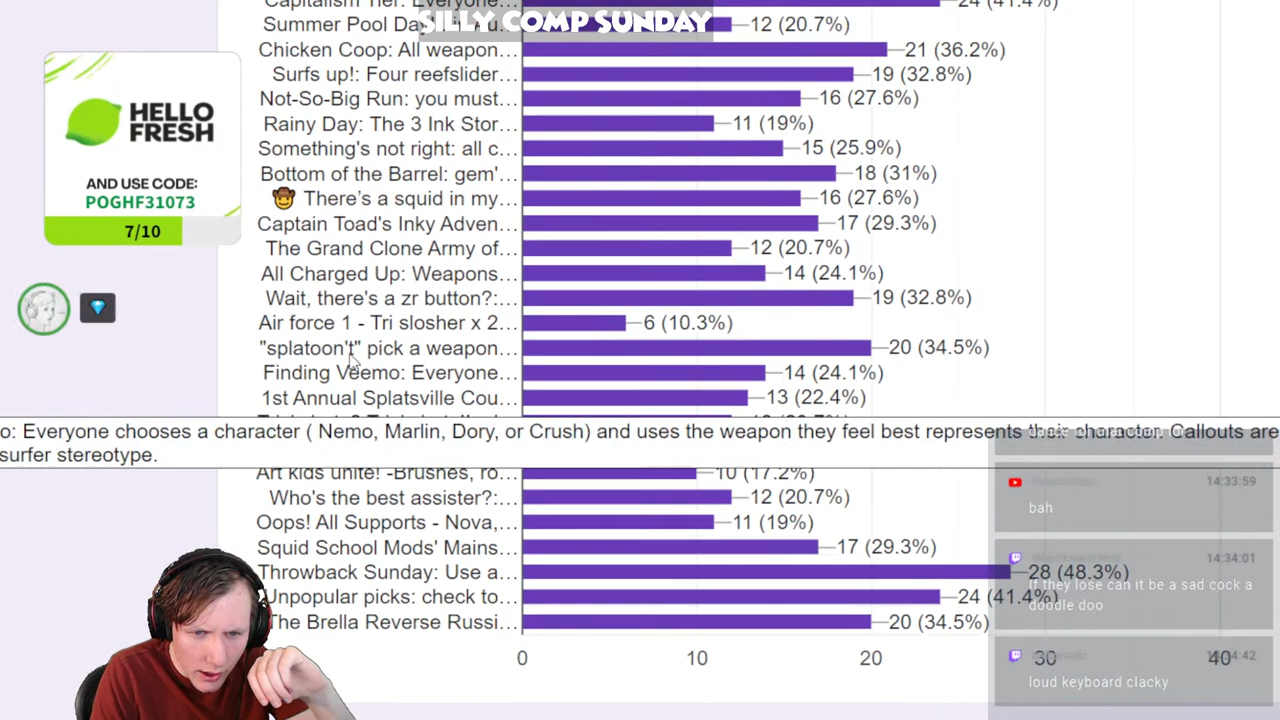 Capitalism Tier: Everyone… 24 (41.4%)
SILLY COMP SUNDAY
Summer Pool Day 12 (20.7%)
Chicken Coop: All weapon… 21 (36.2%)
Surfs up!: Four reefslider… 19 (32.8%)
Not-So-Big Run: you must… 16 (27.6%)
Rainy Day: The 3 Ink Stor… 11 (19%)
Something's not right: all c… 15 (25.9%)
Bottom of the Barrel: gem'… 18 (31%)
🤠 There's a squid in my… 16 (27.6%)
Captain Toad's Inky Adven… 17 (29.3%)
The Grand Clone Army of… 12 (20.7%)
All Charged Up: Weapons… 14 (24.1%)
Wait, there's a zr button?:… 19 (32.8%)
Air force 1 - Tri slosher x 2… 6 (10.3%)
"splatoon't" pick a weapon… 20 (34.5%)
Finding Veemo: Everyone… 14 (24.1%)
1st Annual Splatsville Cou… 13 (22.4%)
o: Everyone chooses a character ( Nemo, Marlin, Dory, or Crush) and uses the weapon they feel best represents their character. Callouts are
surfer stereotype.
Art kids unite! -Brushes, ro… 10 (17.2%)
Who's the best assister?:… 12 (20.7%)
Oops! All Supports - Nova,… 11 (19%)
Squid School Mods' Mains… 17 (29.3%)
Throwback Sunday: Use a… 28 (48.3%)
Unpopular picks: check to… 24 (41.4%)
The Brella Reverse Russi… 20 (34.5%)
0 10 20 30 40
HELLO
FRESH
AND USE CODE:
POGHF31073
7/10
14:33:59
bah
14:34:01
If they lose can it be a sad cock a
doodle doo
14:34:42
loud keyboard clacky